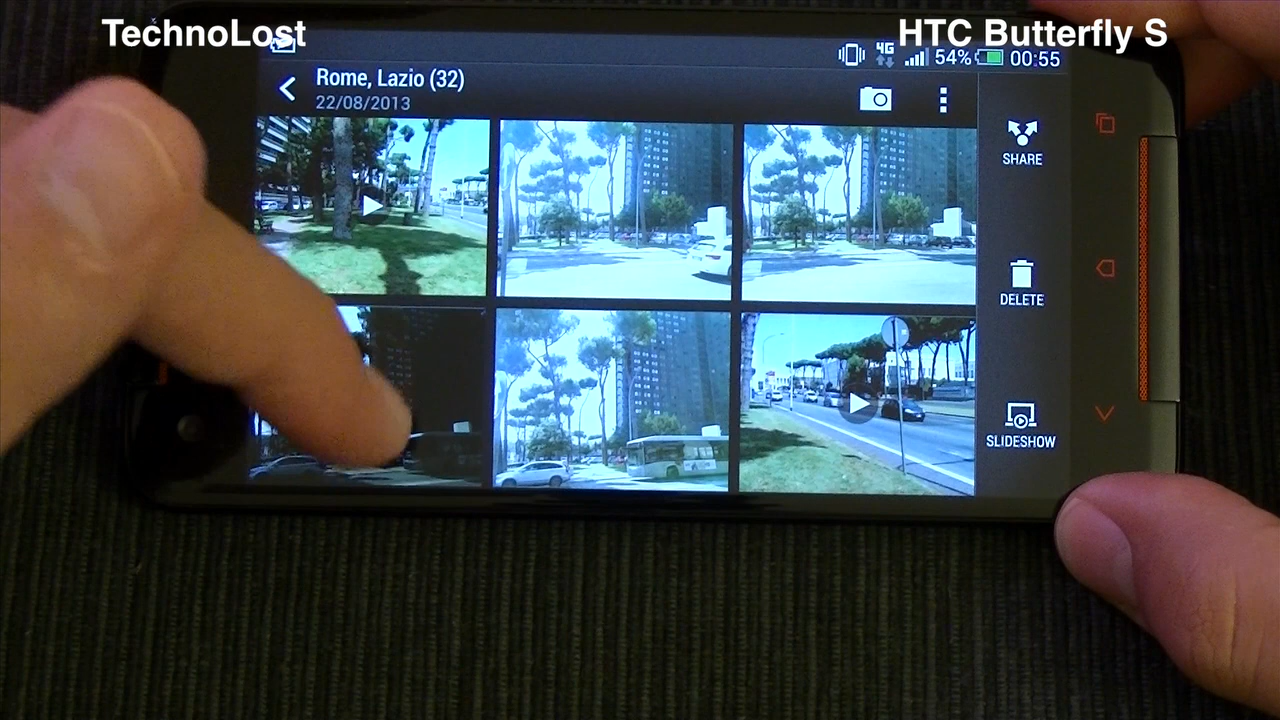 TechnoLost
HTC Butterfly S
4G
54%
00:55
Rome, Lazio (32)
22/08/2013
SHARE
DELETE
SLIDESHOW